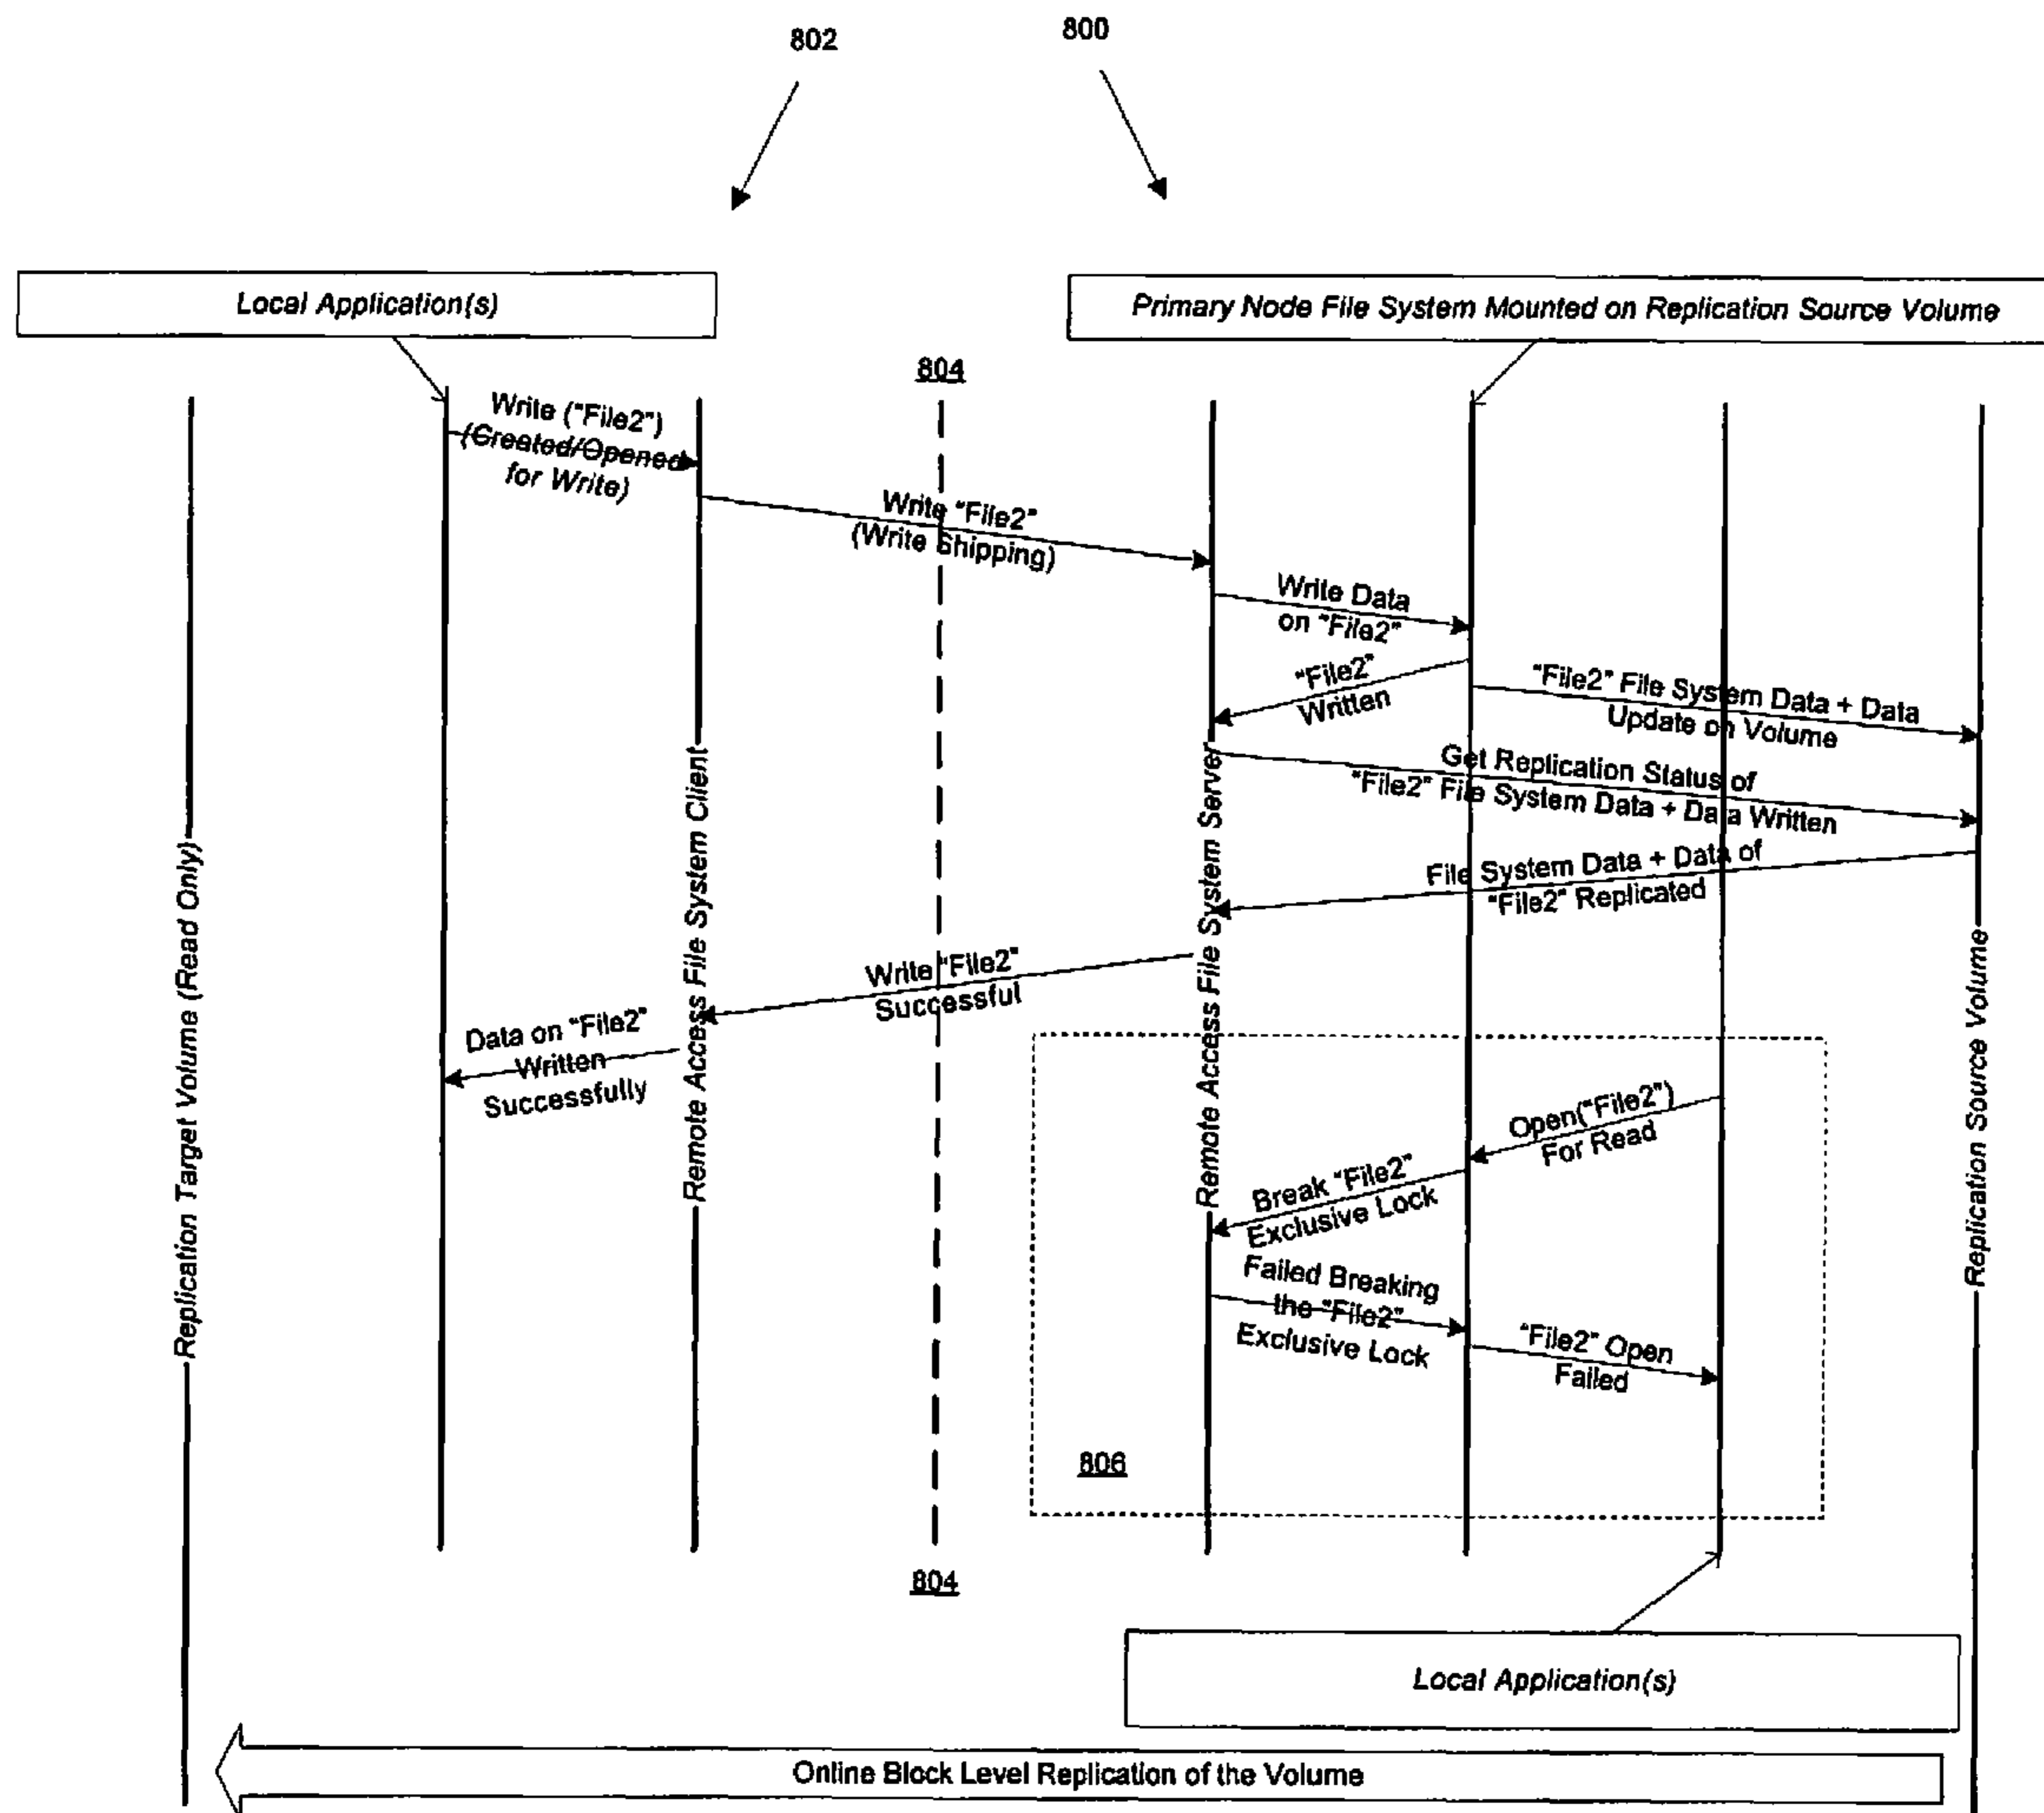 802
800
Local Application(s)
Primary Node File System Mounted on Replication Source Volume
804
Write ("File2")
(Created/Opened
for Write)
Write "File2"
(Write Shipping)
Write Data
on "File2"
"File2"
Written
"File2" File System Data + Data
Update on Volume
Get Replication Status of
"File2" File System Data + Data Written
File System Data + Data of
"File2" Replicated
Write "File2"
Successful
Data on "File2"
Written
Successfully
Replication Target Volume (Read Only)
Remote Access File System Client
Remote Access File System Server
Replication Source Volume
Open("File2")
For Read
Break "File2"
Exclusive Lock
Failed Breaking
the "File2"
Exclusive Lock
"File2" Open
Failed
806
804
Local Application(s)
Online Block Level Replication of the Volume